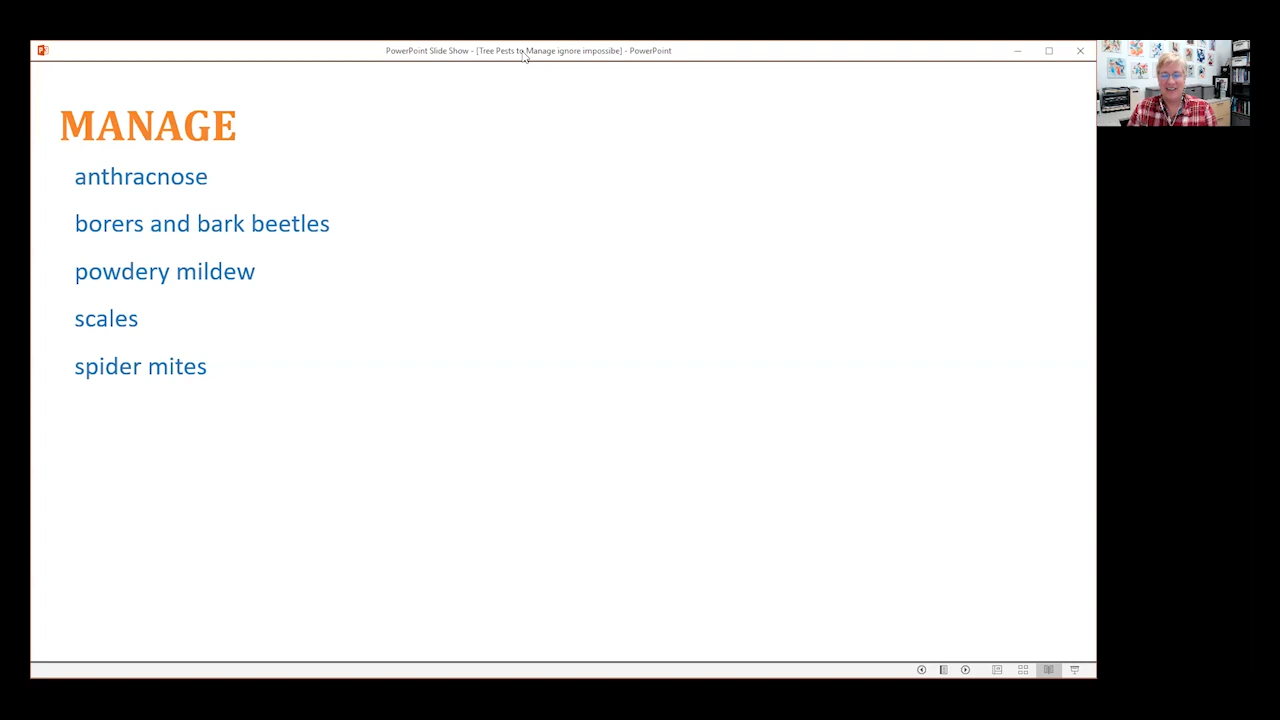 PowerPoint Slide Show - [Tree Pests to Manage ignore impossibe] - PowerPoint
MANAGE
anthracnose
borers and bark beetles
powdery mildew
scales
spider mites